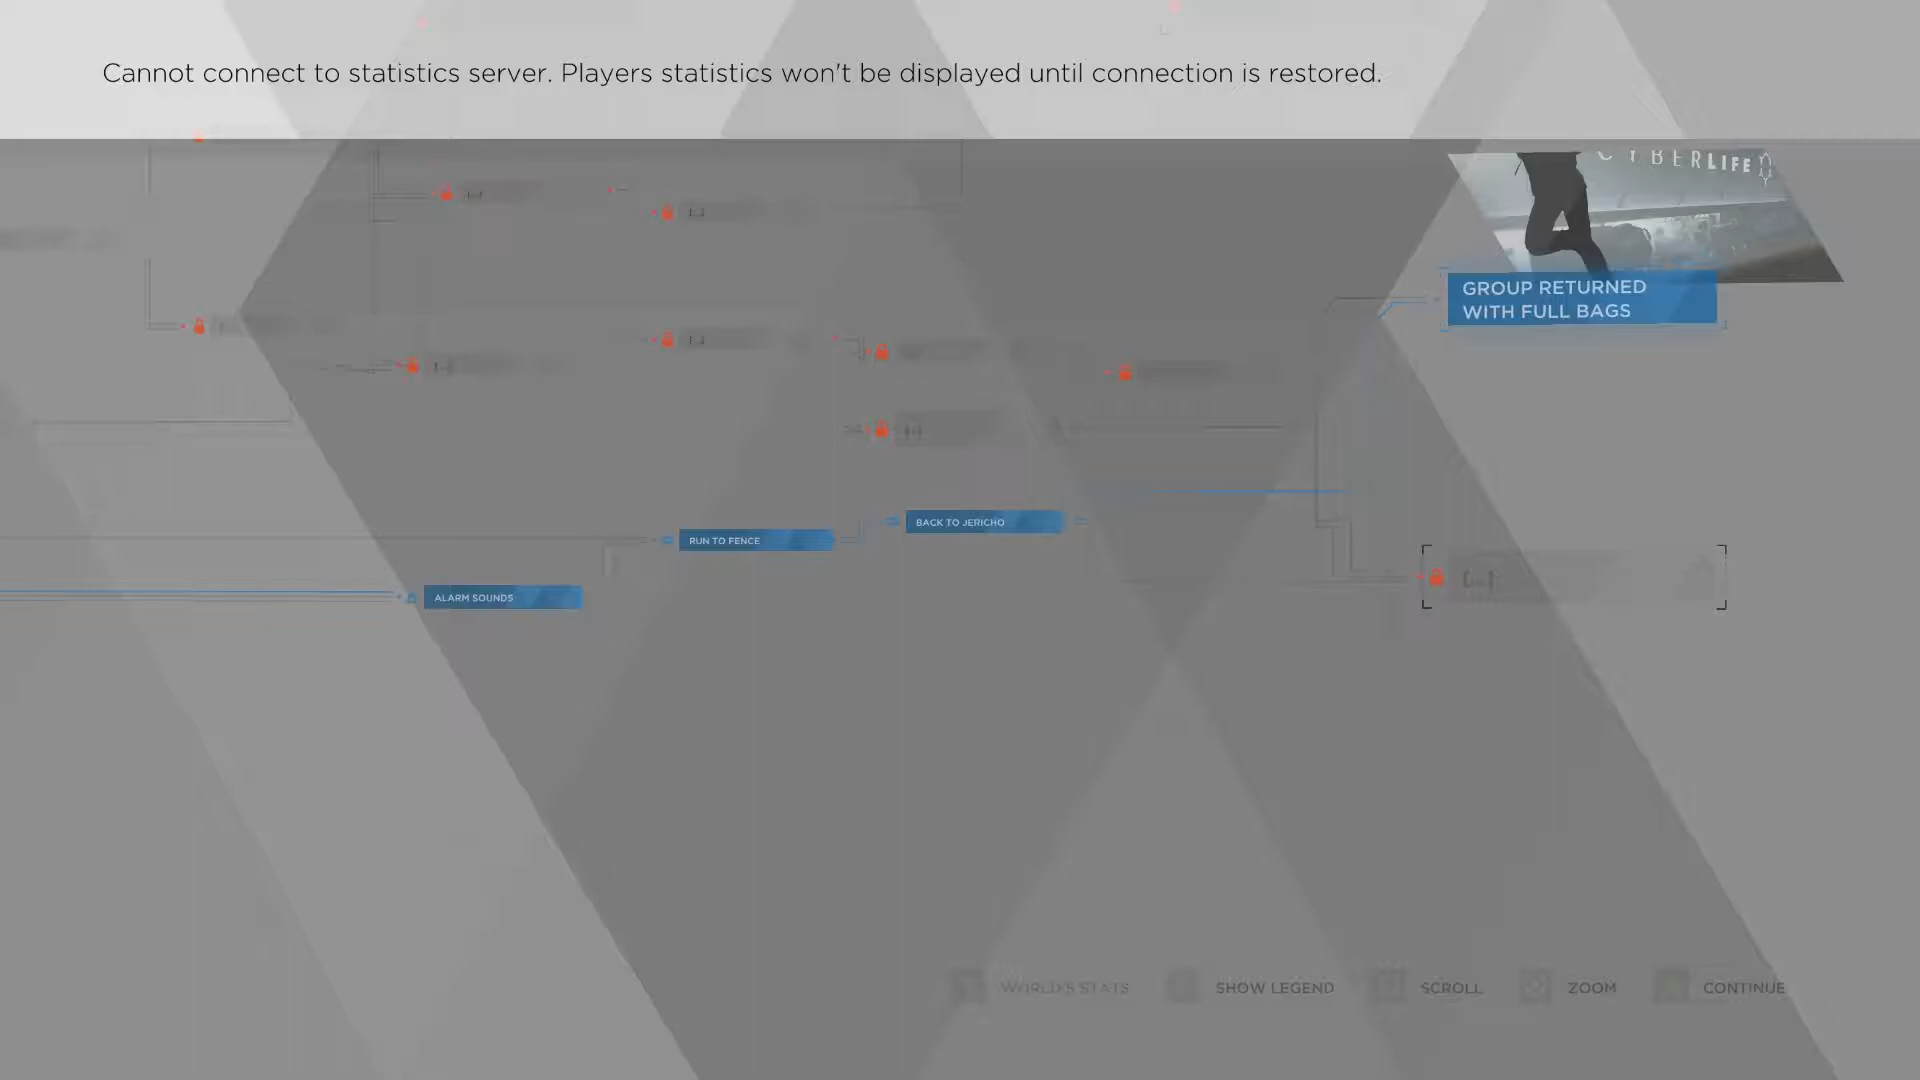 Cannot connect to statistics server. Players statistics won't be displayed until connection is restored.
CYBERLIFE
GROUP RETURNED
WITH FULL BAGS
BACK TO JERICHO
RUN TO FENCE
ALARM SOUNDS
WORLD'S STATS
SHOW LEGEND
SCROLL
ZOOM
CONTINUE